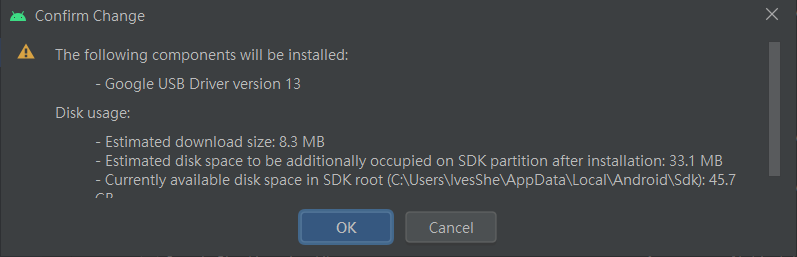 Confirm Change
The following components will be installed:
- Google USB Driver version 13
Disk usage:
- Estimated download size: 8.3 MB
- Estimated disk space to be additionally occupied on SDK partition after installation: 33.1 MB
- Currently available disk space in SDK root (C:\Users\IvesShe\AppData\Local\Android\Sdk): 45.7
GB
OK
Cancel